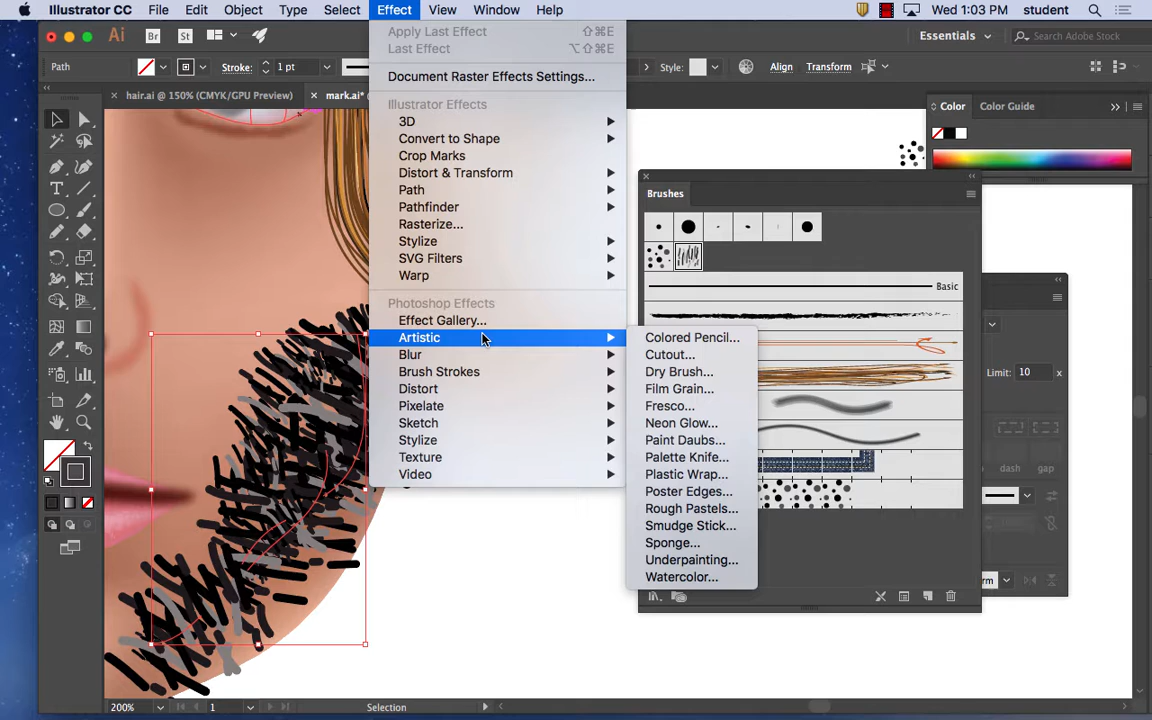 Illustrator CC File Edit Object Type Select Effect View Window Help Wed 1:03 PM student
Ai Br St Essentials Search Adobe Stock
Path Stroke: 1 pt Style: Align Transform
hair.ai @ 150% (CMYK/GPU Preview) mark.ai* @
Apply Last Effect ⇧⌘E
Last Effect ⌥⇧⌘E
Document Raster Effects Settings...
Illustrator Effects
3D
Convert to Shape
Crop Marks
Distort & Transform
Path
Pathfinder
Rasterize...
Stylize
SVG Filters
Warp
Photoshop Effects
Effect Gallery...
Artistic
Blur
Brush Strokes
Distort
Pixelate
Sketch
Stylize
Texture
Video
Colored Pencil...
Cutout...
Dry Brush...
Film Grain...
Fresco...
Neon Glow...
Paint Daubs...
Palette Knife...
Plastic Wrap...
Poster Edges...
Rough Pastels...
Smudge Stick...
Sponge...
Underpainting...
Watercolor...
Color Color Guide
Brushes
Basic
Limit: 10 x
dash gap
200% 1 Selection